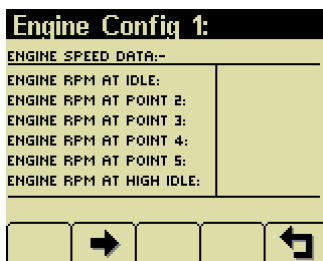 Engine Config 1:
ENGINE SPEED DATA:-
ENGINE RPM AT IDLE:
ENGINE RPM AT POINT 2:
ENGINE RPM AT POINT 3:
ENGINE RPM AT POINT 4:
ENGINE RPM AT POINT 5:
ENGINE RPM AT HIGH IDLE: